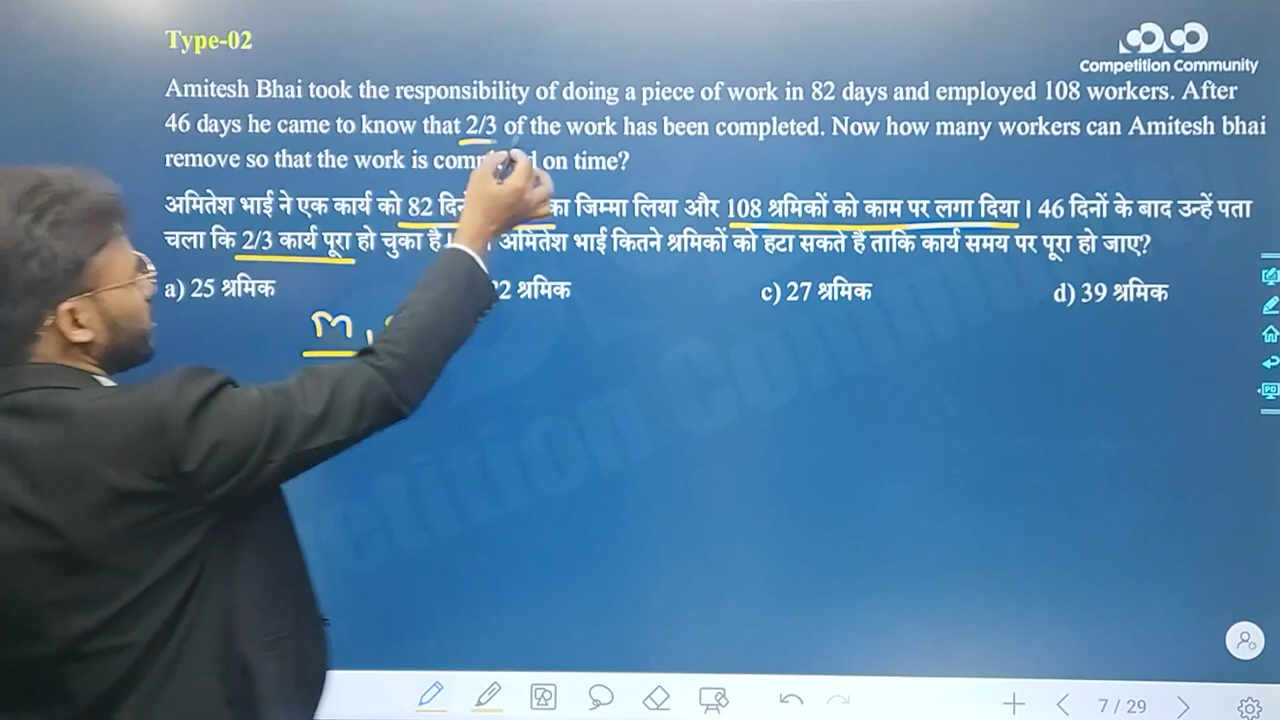 Type-02
Competition Community
Amitesh Bhai took the responsibility of doing a piece of work in 82 days and employed 108 workers. After
46 days he came to know that 2/3 of the work has been completed. Now how many workers can Amitesh bhai
remove so that the work is on time?
अमितेश भाई ने एक कार्य को 82 का जिम्मा लिया और 108 श्रमिकों को काम पर लगा दिया। 46 दिनों के बाद उन्हें पता
चला कि 2/3 कार्य पूरा हो चुका है। अमितेश भाई कितने श्रमिकों को हटा सकते हैं ताकि कार्य समय पर पूरा हो जाए?
a) 25 श्रमिक श्रमिक c) 27 श्रमिक d) 39 श्रमिक
m
7 / 29